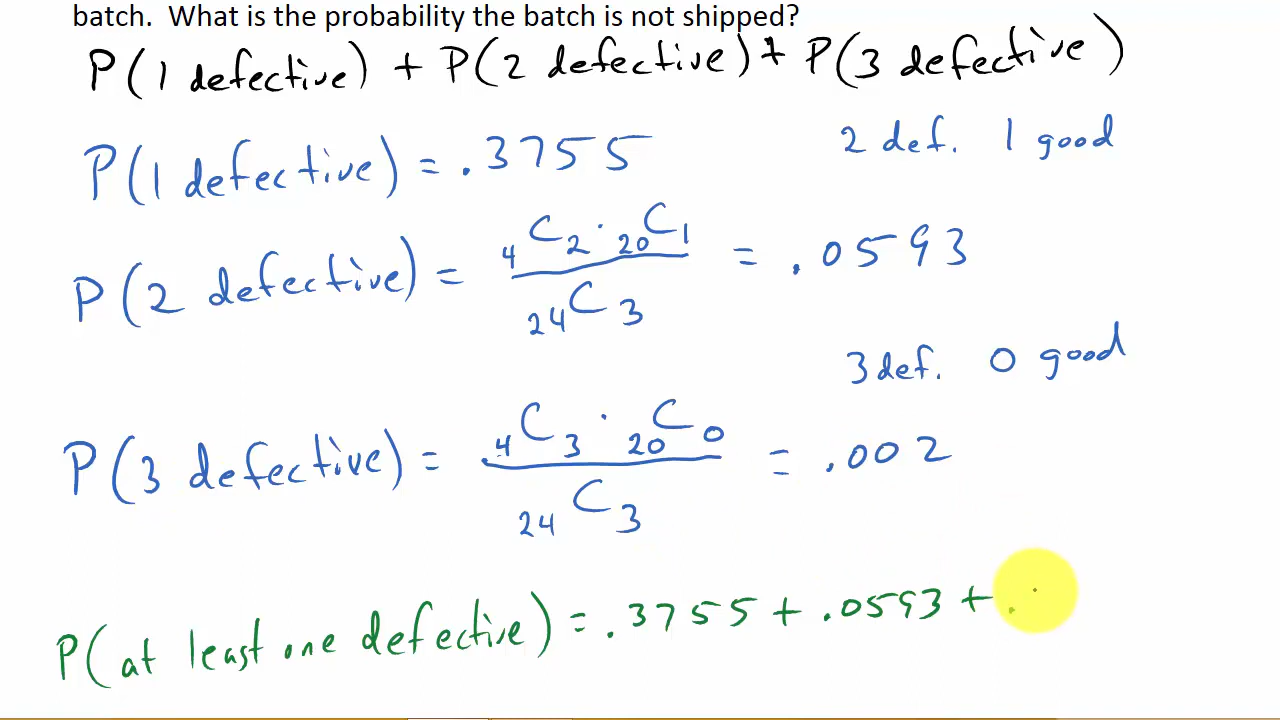 batch. What is the probability the batch is not shipped?
P(1 defective) + P(2 defective) + P(3 defective)
2 def. 1 good
P(1 defective) = .3755
P(2 defective) = 4C2 · 20C1 / 24C3 = .0593
3 def. 0 good
P(3 defective) = 4C3 · 20C0 / 24C3 = .002
P(at least one defective) = .3755 + .0593 + .